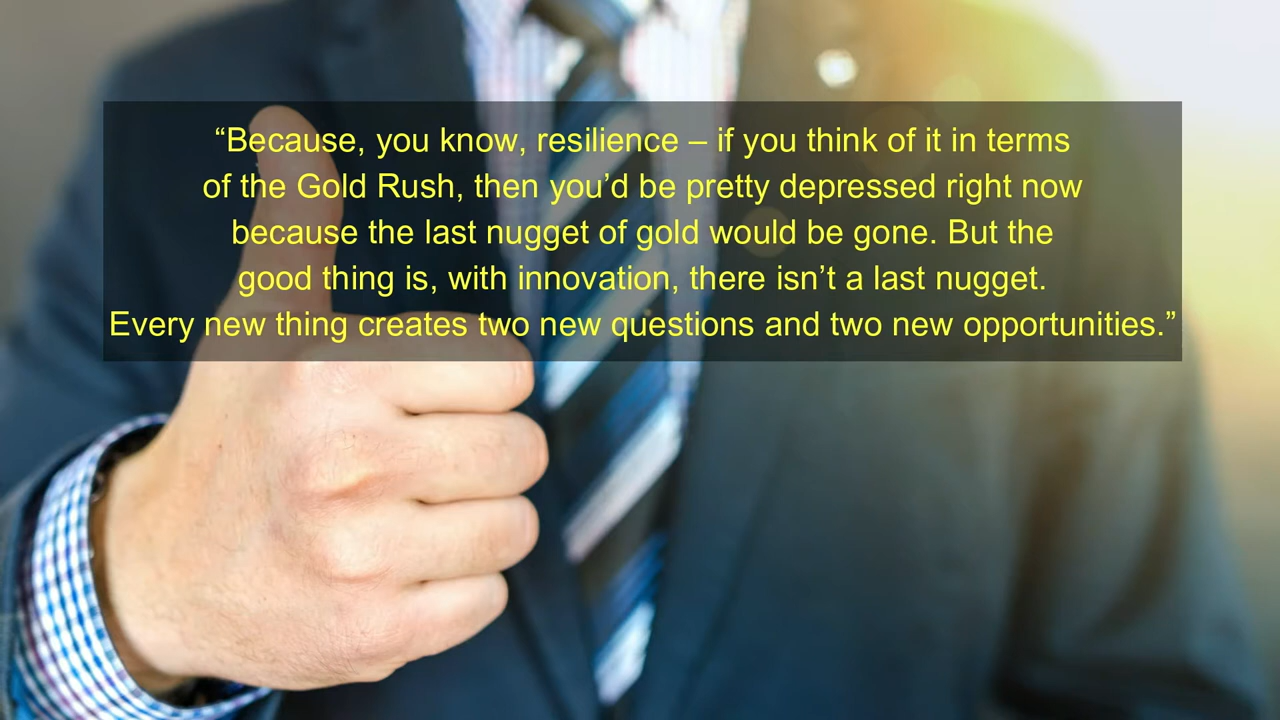 “Because, you know, resilience – if you think of it in terms
of the Gold Rush, then you’d be pretty depressed right now
because the last nugget of gold would be gone. But the
good thing is, with innovation, there isn’t a last nugget.
Every new thing creates two new questions and two new opportunities.”